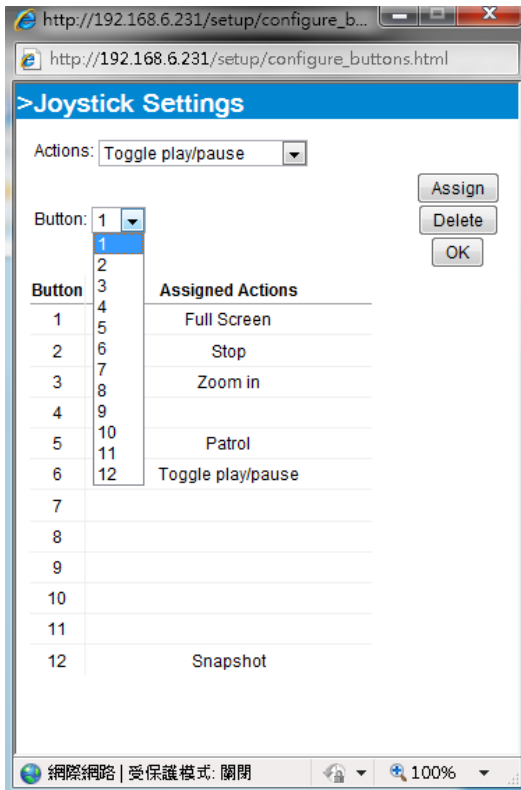 http://192.168.6.231/setup/configure_b...
http://192.168.6.231/setup/configure_buttons.html
>Joystick Settings
Actions: Toggle play/pause
Assign
Button: 1
Delete
OK
1
2
3
4
5
6
7
8
9
10
11
12
Button Assigned Actions
1 Full Screen
2 Stop
3 Zoom in
4
5 Patrol
6 Toggle play/pause
7
8
9
10
11
12 Snapshot
網際網路 | 受保護模式: 關閉 100%